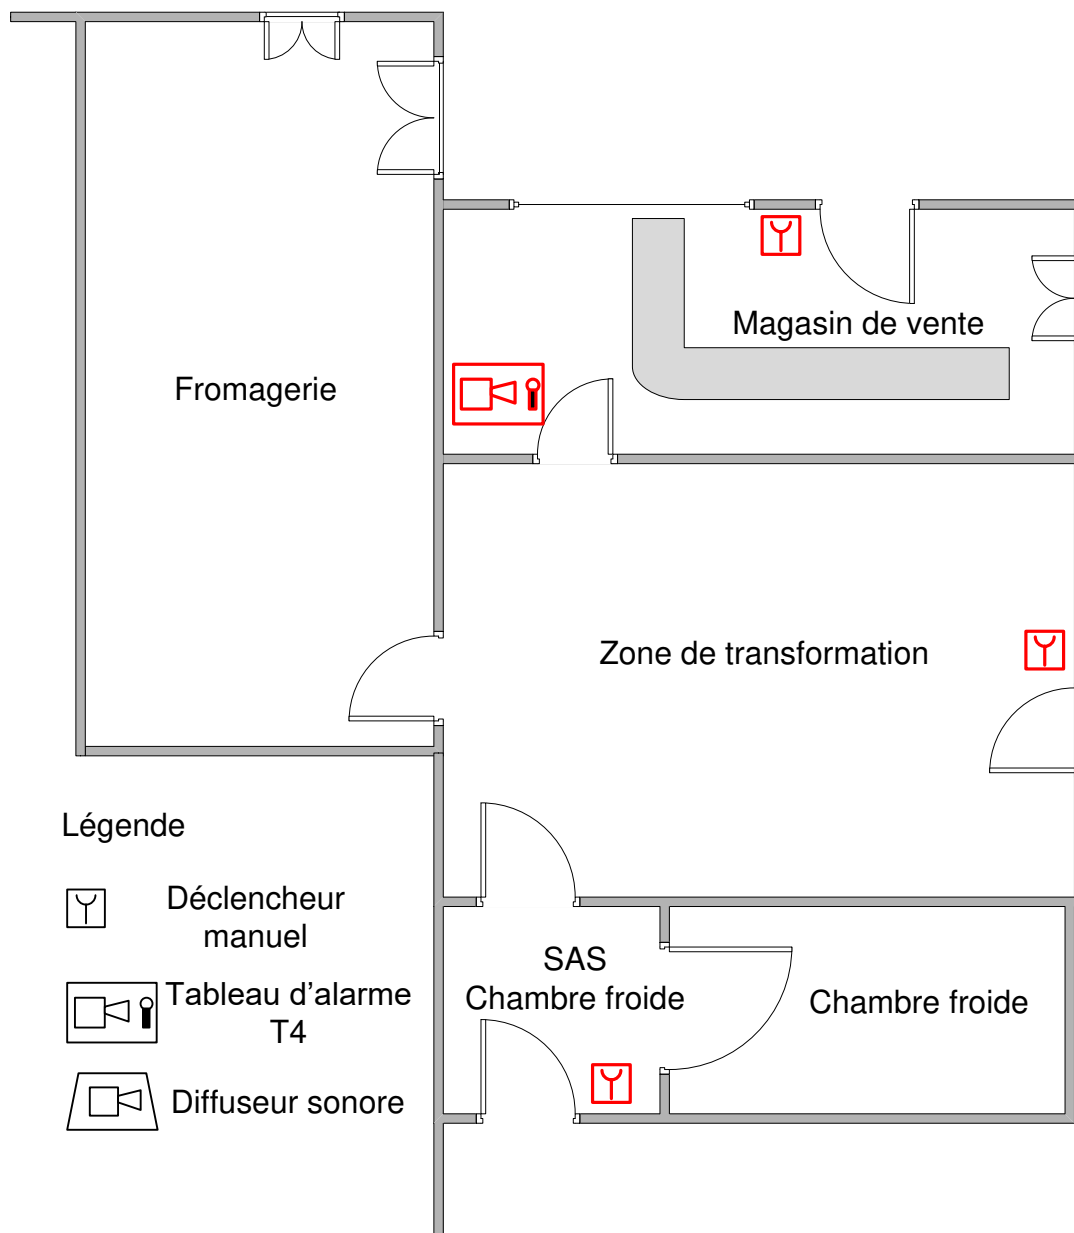 Magasin de vente
Fromagerie
Zone de transformation
Légende
Déclencheur
manuel
Tableau d’alarme
T4
Diffuseur sonore
SAS
Chambre froide
Chambre froide